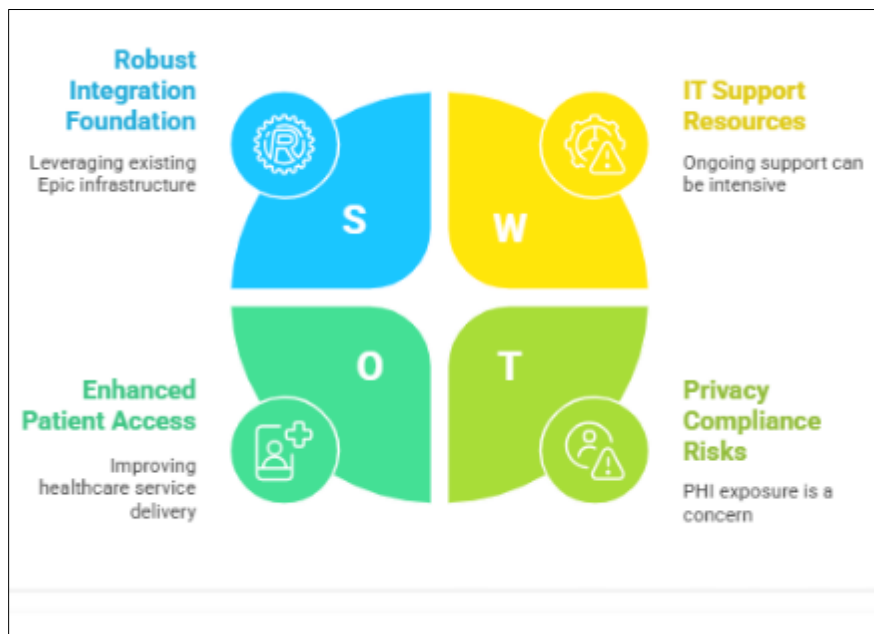 Robust
Integration
Foundation
Leveraging existing
Epic infrastructure
S
R
IT Support
Resources
Ongoing support can
be intensive
W
Enhanced
Patient Access
Improving
healthcare service
delivery
O
Privacy
Compliance
Risks
PHI exposure is a
concern
T